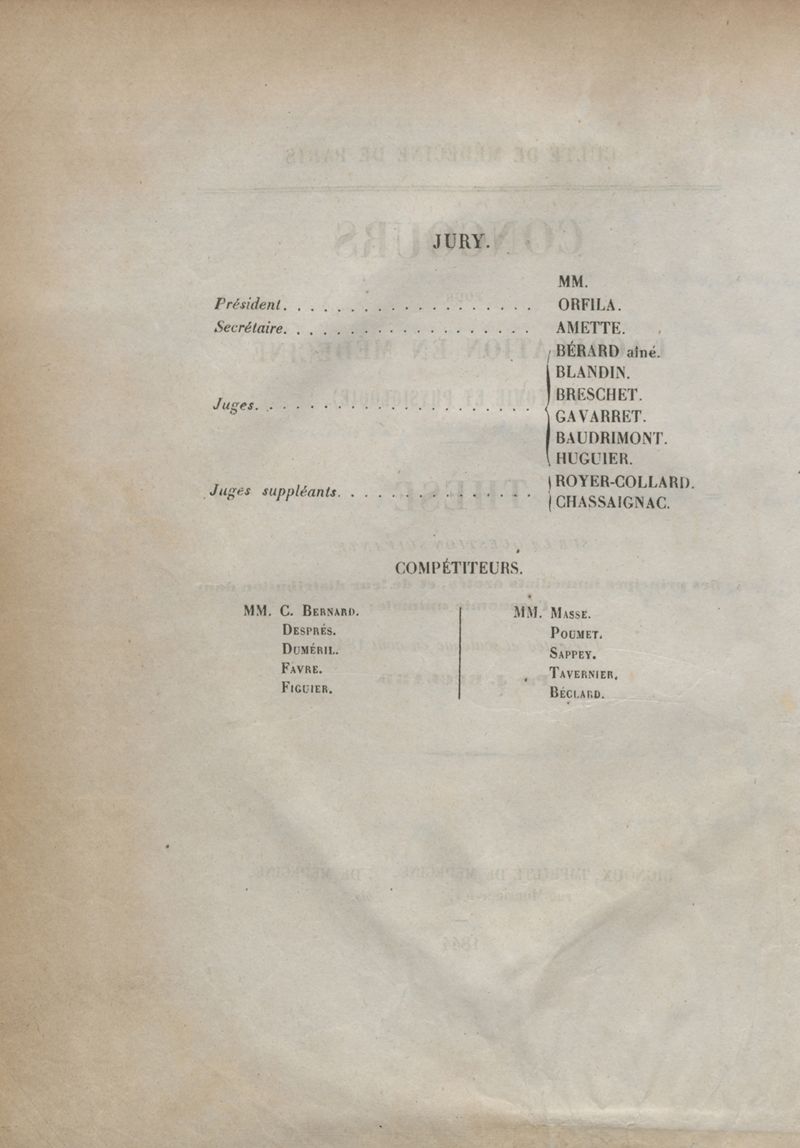 JURY.
MM.
Président. . . . . . . . . . . . . . . . . . . ORFILA.
Secrétaire. . . . . . . . . . . . . . . . . . . AMETTE.
BÉRARD aîné.
BLANDIN.
BRESCHET.
Juges. . . . . . . . . . . . . . . . . . . . .
GAVARRET.
BAUDRIMONT.
HUGUIER.
ROYER-COLLARD.
Juges suppléants. . . . . . . . . . . . . . .
CHASSAIGNAC.
COMPÉTITEURS.
MM. C. BERNARD.
DESPRÉS.
DUMÉRIL.
FAVRE.
FIGUIER.
MM. MASSE.
POUMET.
SAPPEY.
TAVERNIER.
BÉCLARD.